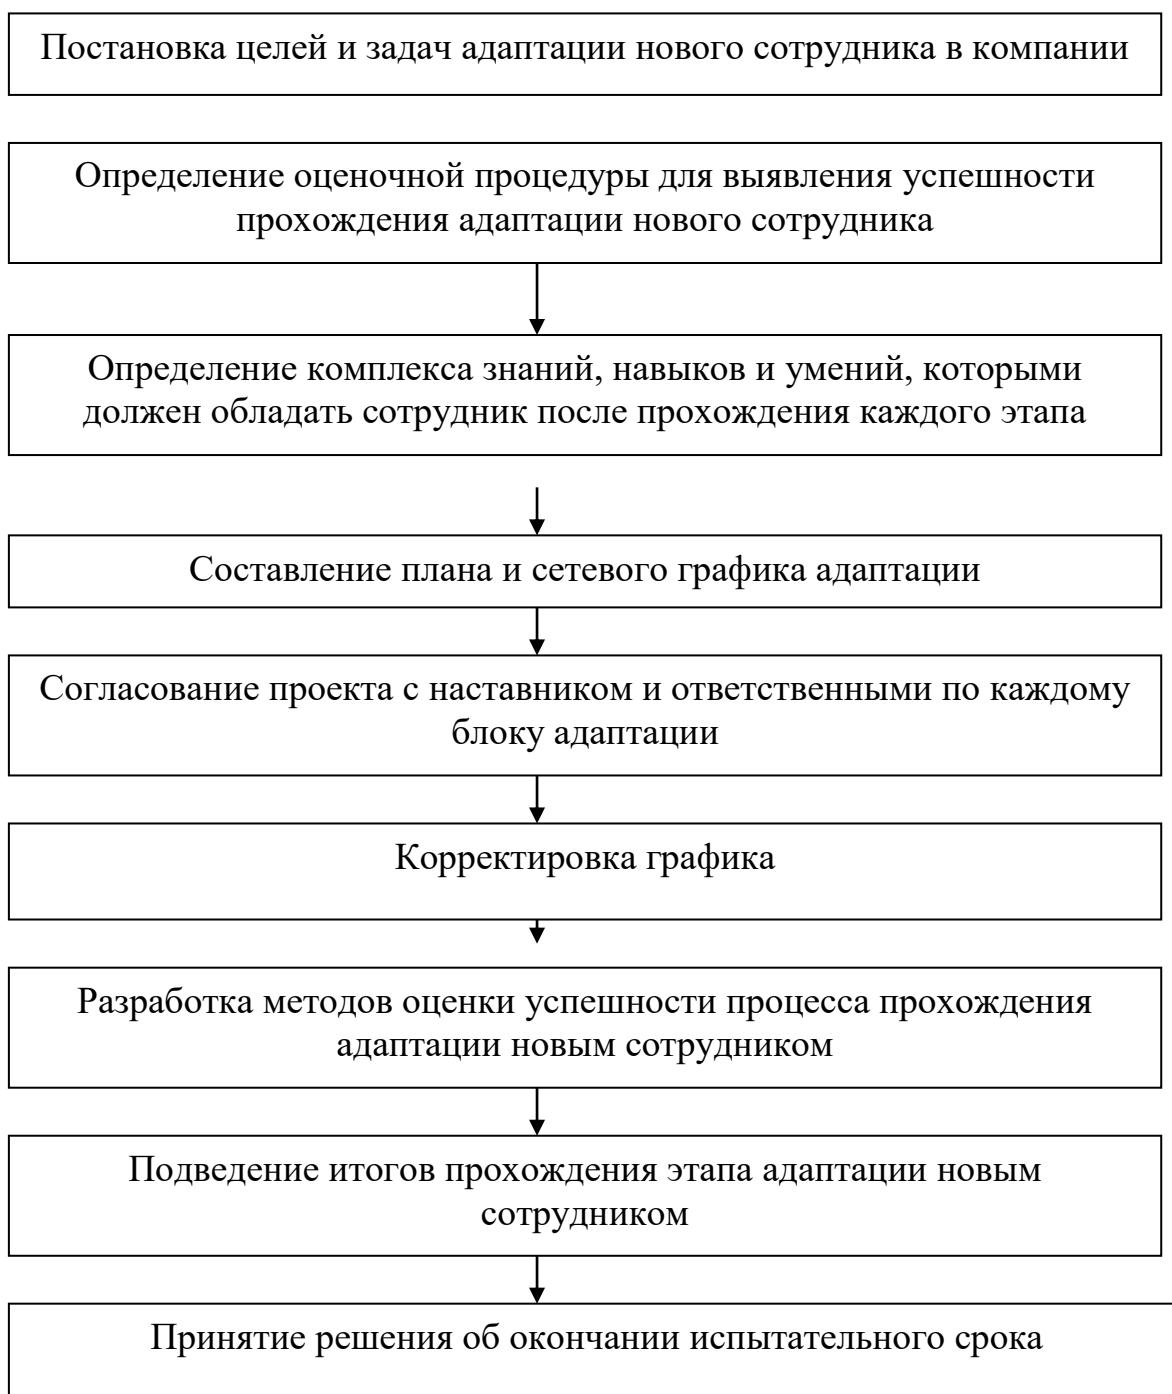 Постановка целей и задач адаптации нового сотрудника в компании
Определение оценочной процедуры для выявления успешности
прохождения адаптации нового сотрудника
Определение комплекса знаний, навыков и умений, которыми
должен обладать сотрудник после прохождения каждого этапа
Составление плана и сетевого графика адаптации
Согласование проекта с наставником и ответственными по каждому
блоку адаптации
Корректировка графика
Разработка методов оценки успешности процесса прохождения
адаптации новым сотрудником
Подведение итогов прохождения этапа адаптации новым
сотрудником
Принятие решения об окончании испытательного срока